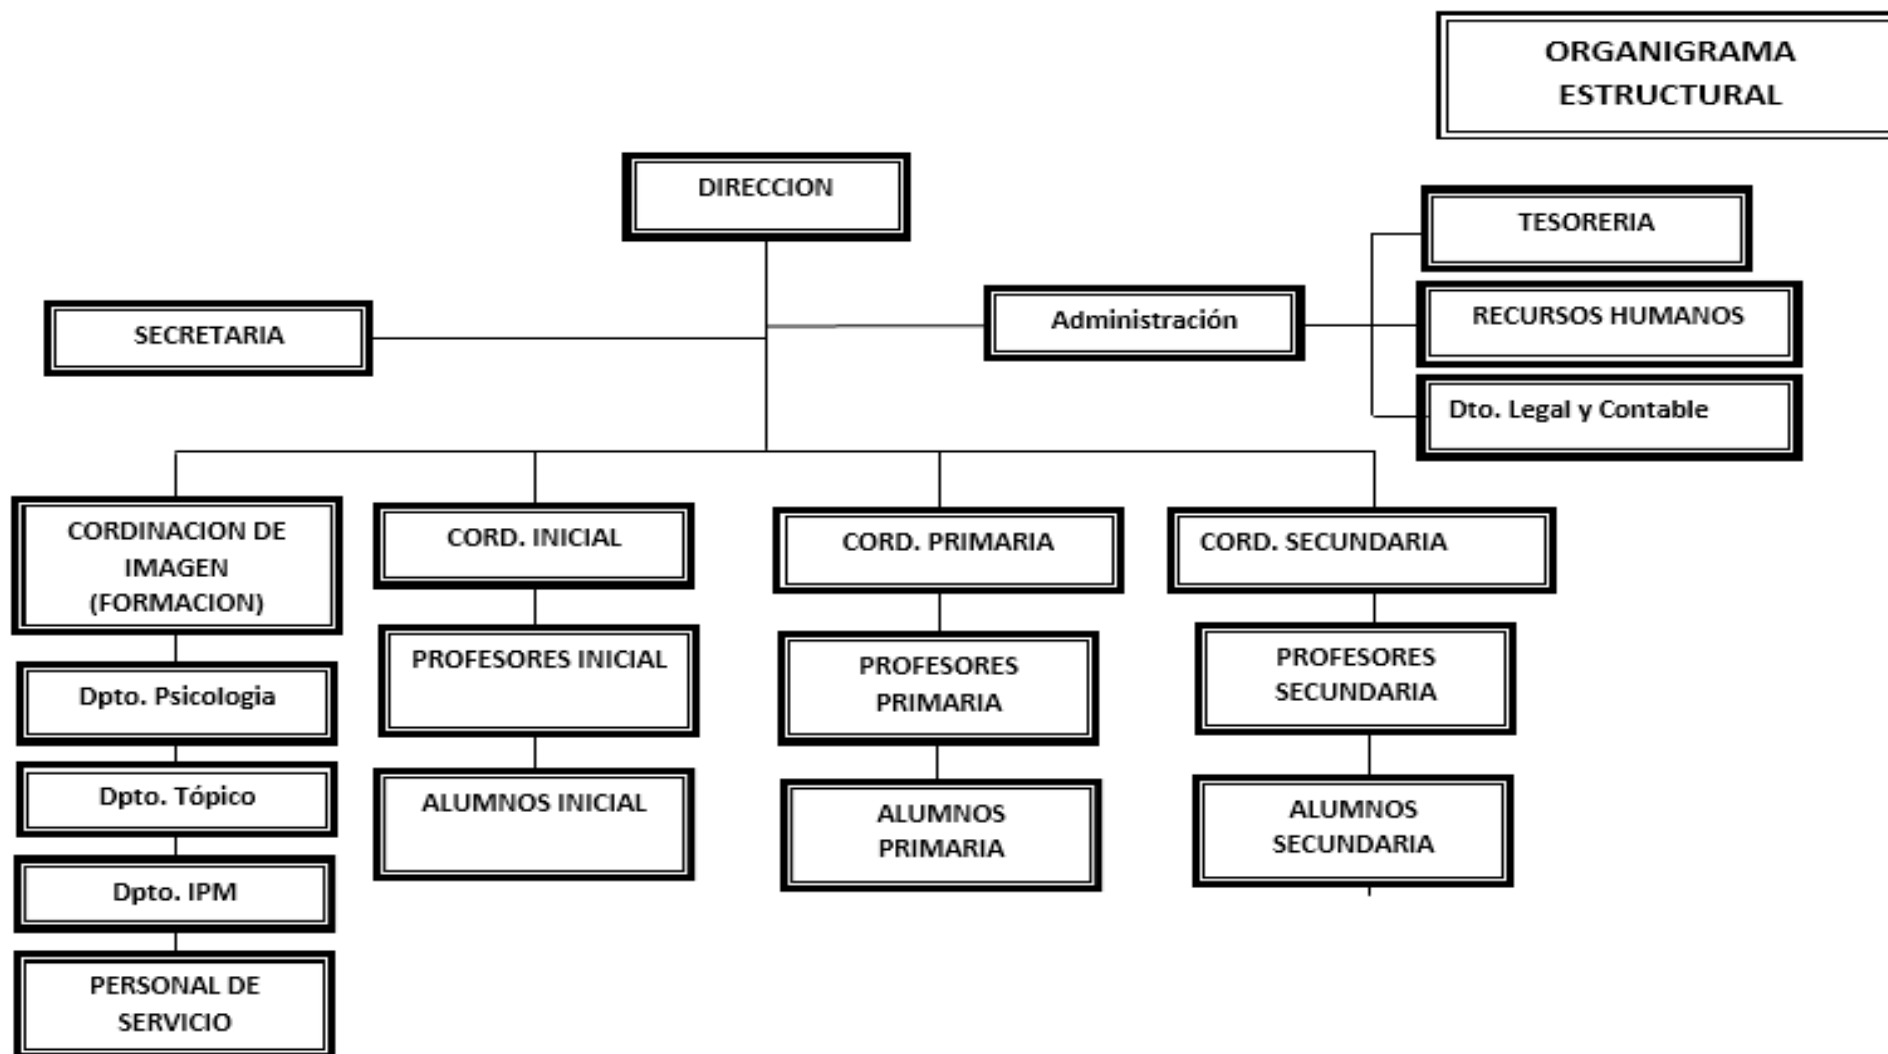 ORGANIGRAMA
ESTRUCTURAL
DIRECCION
TESORERIA
SECRETARIA
Administración
RECURSOS HUMANOS
Dto. Legal y Contable
CORDINACION DE
IMAGEN
(FORMACION)
CORD. INICIAL
CORD. PRIMARIA
CORD. SECUNDARIA
Dpto. Psicologia
PROFESORES INICIAL
PROFESORES
PRIMARIA
PROFESORES
SECUNDARIA
Dpto. Tópico
ALUMNOS INICIAL
ALUMNOS
PRIMARIA
ALUMNOS
SECUNDARIA
Dpto. IPM
PERSONAL DE
SERVICIO